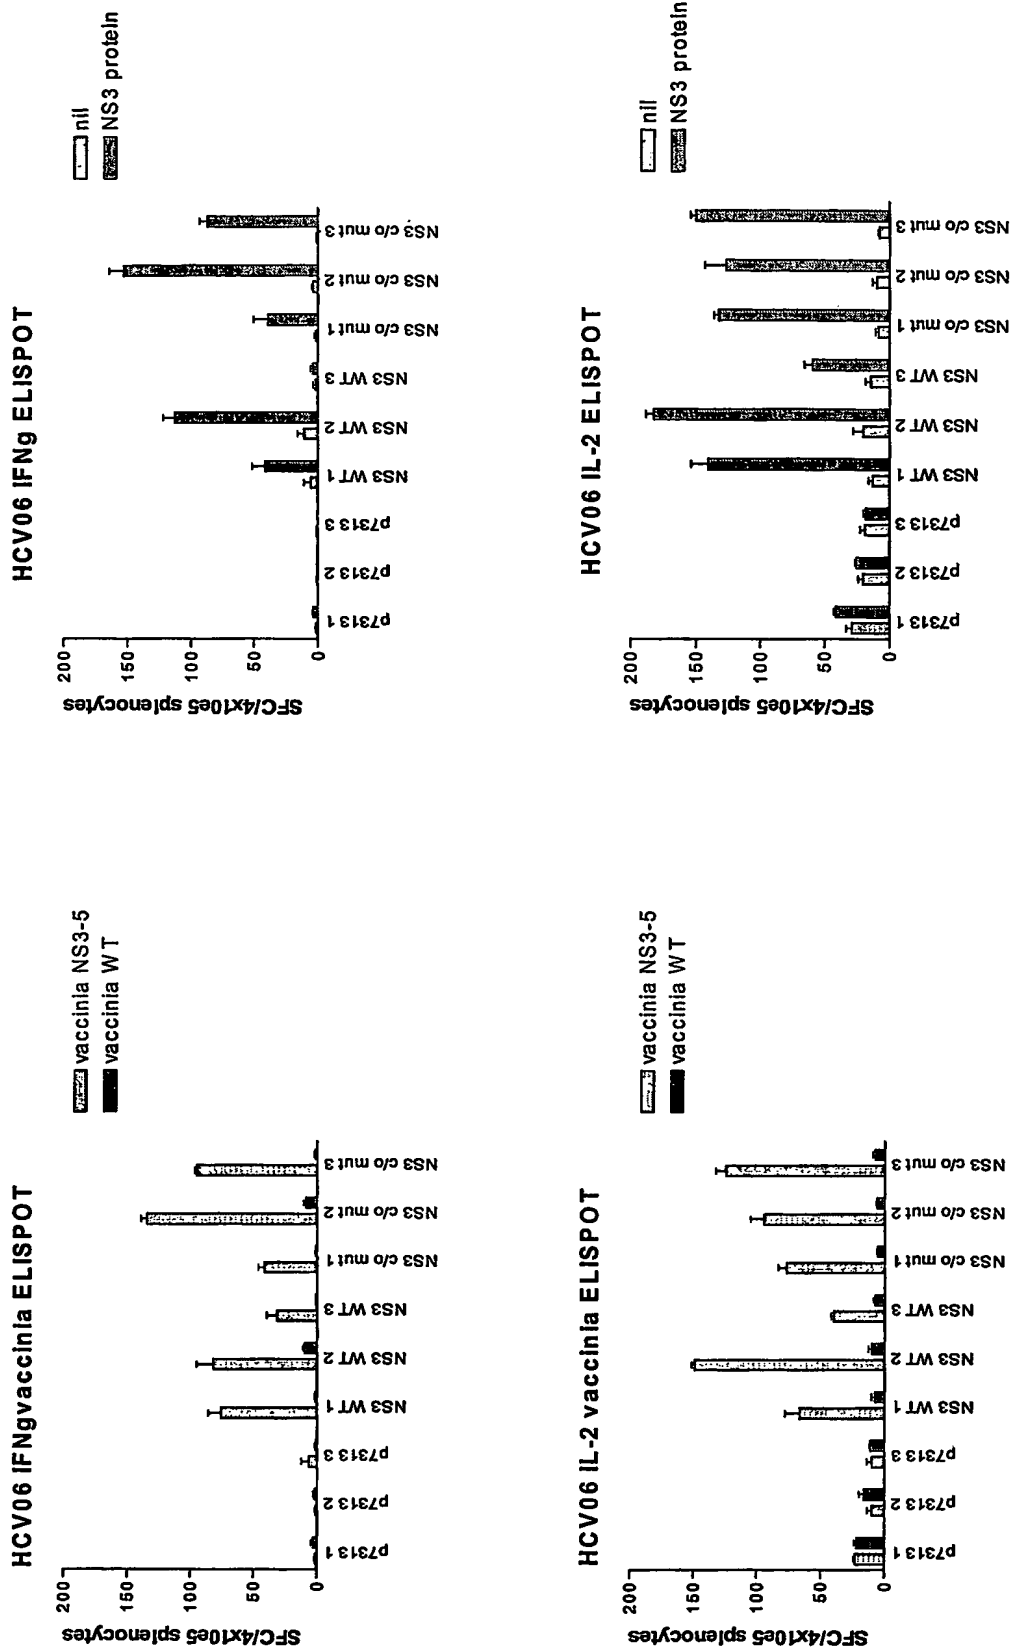 HCV06 IFNgvaccinia ELISPOT
vaccinia NS3-5
vaccinia WT
SFC/4x10e5 splenocytes
200
150
100
50
0
p7313 1
p7313 2
p7313 3
NS3 WT 1
NS3 WT 2
NS3 WT 3
NS3 c/o mut 1
NS3 c/o mut 2
NS3 c/o mut 3
HCV06 IFNg ELISPOT
nil
NS3 protein
SFC/4x10e5 splenocytes
200
150
100
50
0
p7313 1
p7313 2
p7313 3
NS3 WT 1
NS3 WT 2
NS3 WT 3
NS3 c/o mut 1
NS3 c/o mut 2
NS3 c/o mut 3
HCV06 IL-2 vaccinia ELISPOT
vaccinia NS3-5
vaccinia WT
SFC/4x10e5 splenocytes
200
150
100
50
0
p7313 1
p7313 2
p7313 3
NS3 WT 1
NS3 WT 2
NS3 WT 3
NS3 c/o mut 1
NS3 c/o mut 2
NS3 c/o mut 3
HCV06 IL-2 ELISPOT
nil
NS3 protein
SFC/4x10e5 splenocytes
200
150
100
50
0
p7313 1
p7313 2
p7313 3
NS3 WT 1
NS3 WT 2
NS3 WT 3
NS3 c/o mut 1
NS3 c/o mut 2
NS3 c/o mut 3